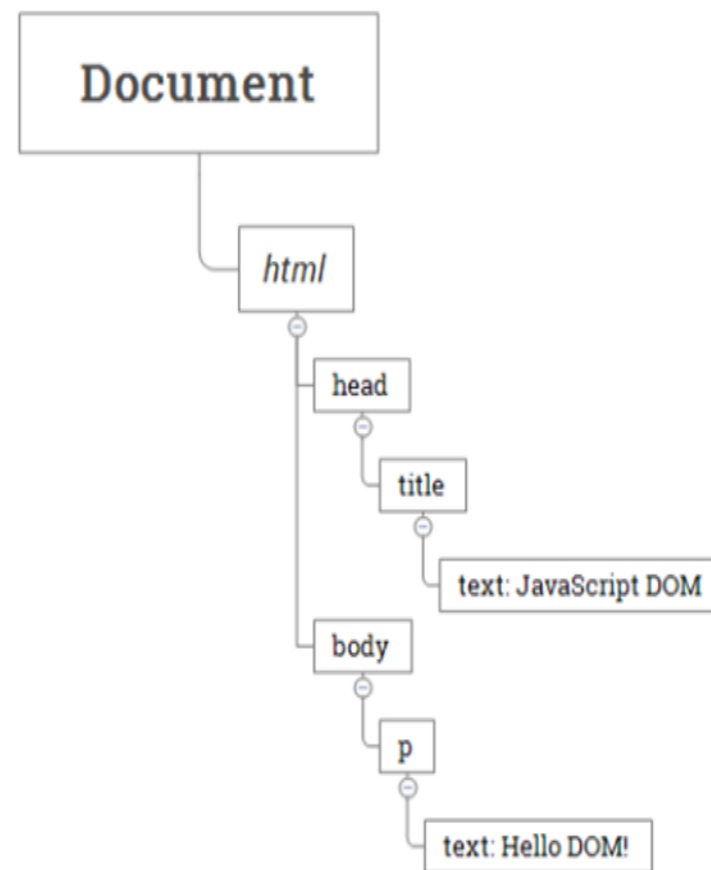 Document
html
head
title
text: JavaScript DOM
body
p
text: Hello DOM!